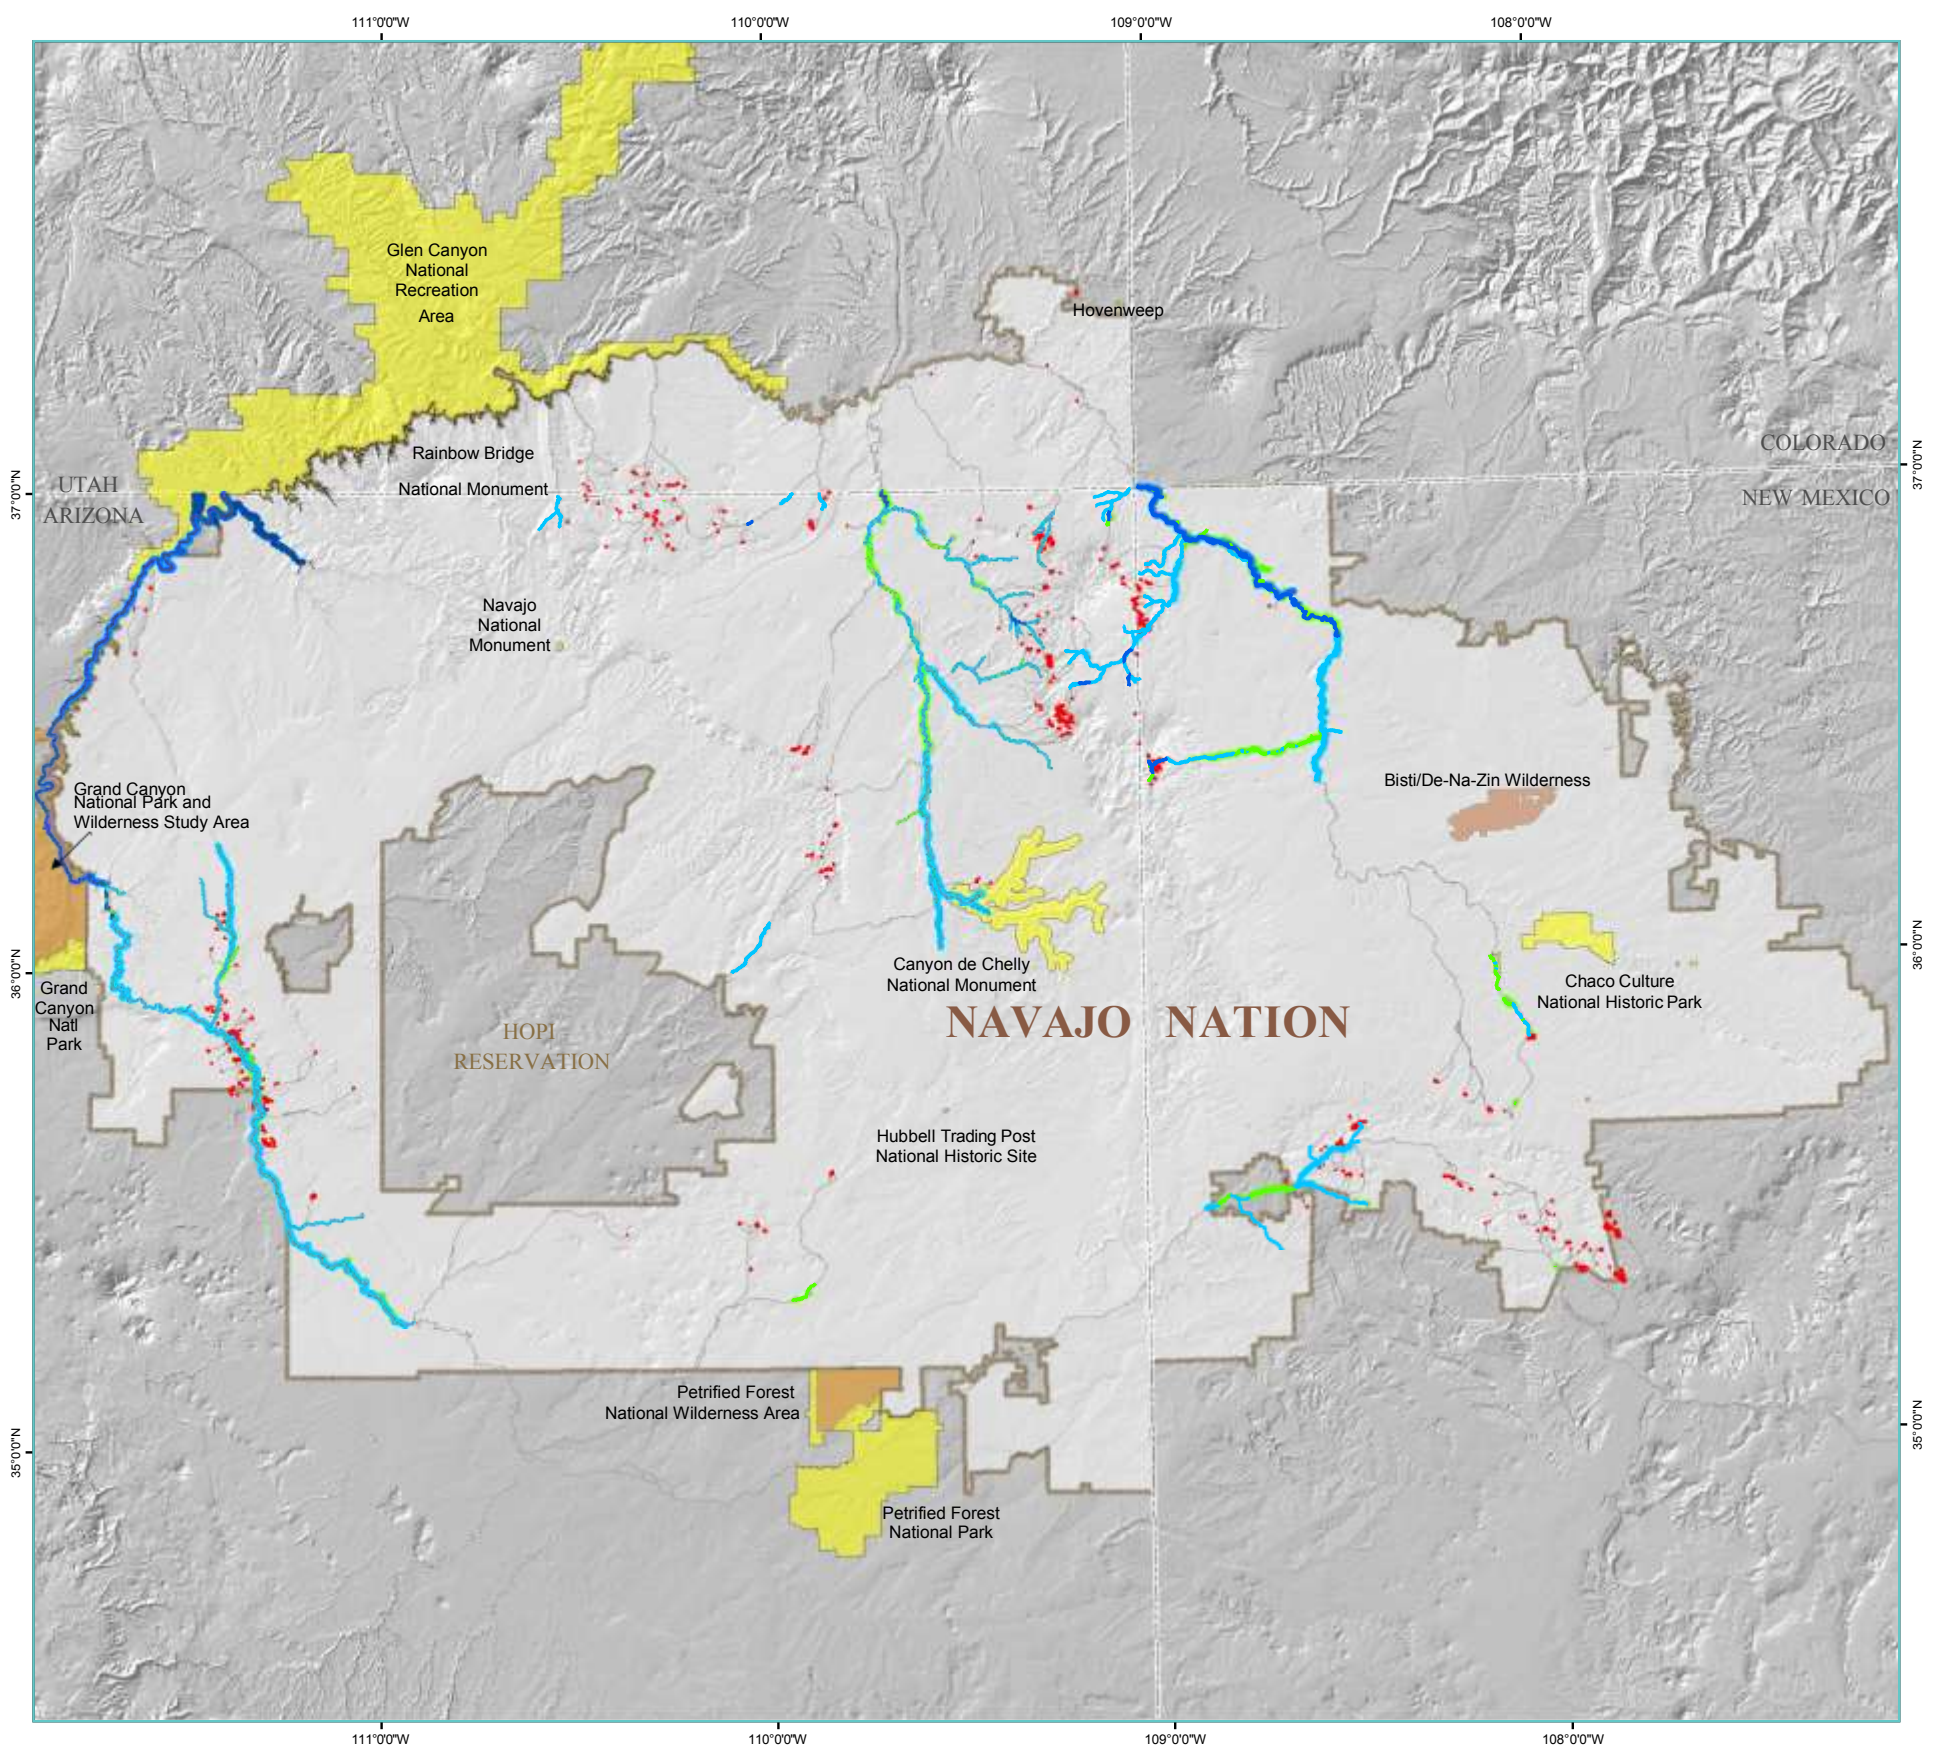 111°0'0"W
110°0'0"W
109°0'0"W
108°0'0"W
Glen Canyon
National
Recreation
Area
Hovenweep
COLORADO
NEW MEXICO
37°0'0"N
37°0'0"N
UTAH
ARIZONA
Rainbow Bridge
National Monument
Navajo
National
Monument
Grand Canyon
National Park and
Wilderness Study Area
Bisti/De-Na-Zin Wilderness
Canyon de Chelly
National Monument
36°0'0"N
36°0'0"N
Grand
Canyon
Natl
Park
Chaco Culture
National Historic Park
NAVAJO NATION
HOPI
RESERVATION
Hubbell Trading Post
National Historic Site
Petrified Forest
National Wilderness Area
35°0'0"N
35°0'0"N
Petrified Forest
National Park
111°0'0"W
110°0'0"W
109°0'0"W
108°0'0"W